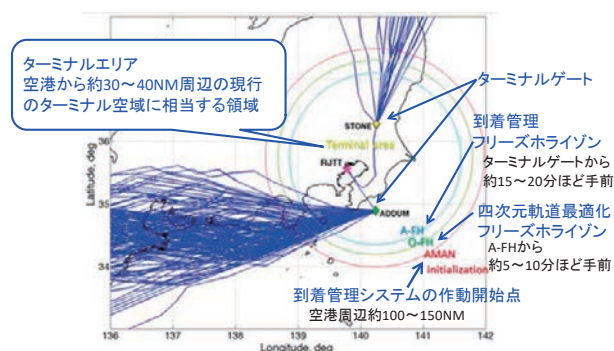 ターミナルエリア
空港から約30～40NM周辺の現行
のターミナル空域に相当する領域
ターミナルゲート
STONE
到着管理
フリーズホライゾン
ターミナルゲートから
約15～20分ほど手前
36
Terminal area
RJTT
Latitude, deg
35
ADDUM
A-FH
O-FH
四次元軌道最適化
フリーズホライゾン
A-FHから
約5～10分ほど手前
AMAN
initialization
34
到着管理システムの作動開始点
空港周辺約100～150NM
136
137
138
139
140
141
142
Longitude, deg